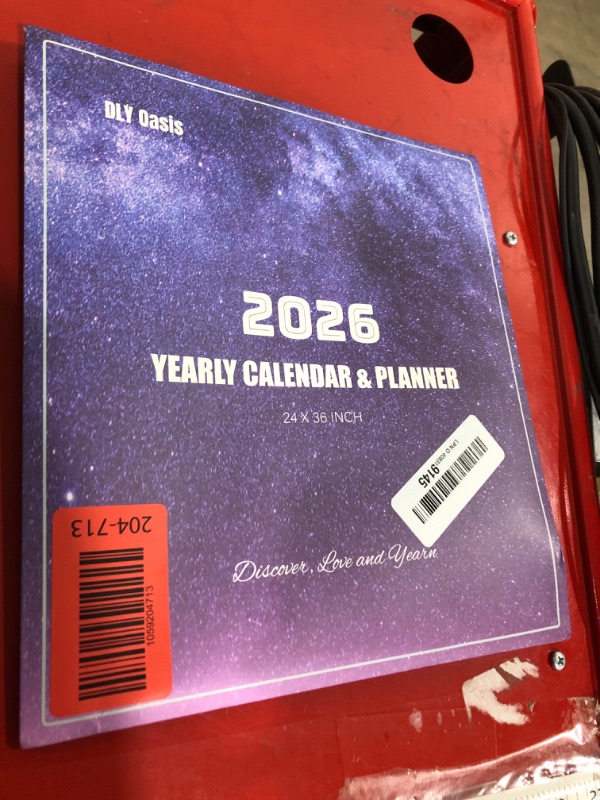 DLY Oasis
2026
YEARLY CALENDAR & PLANNER
24 X 36 INCH
9145
Discover, Love and Yearn
204-713
1059204713